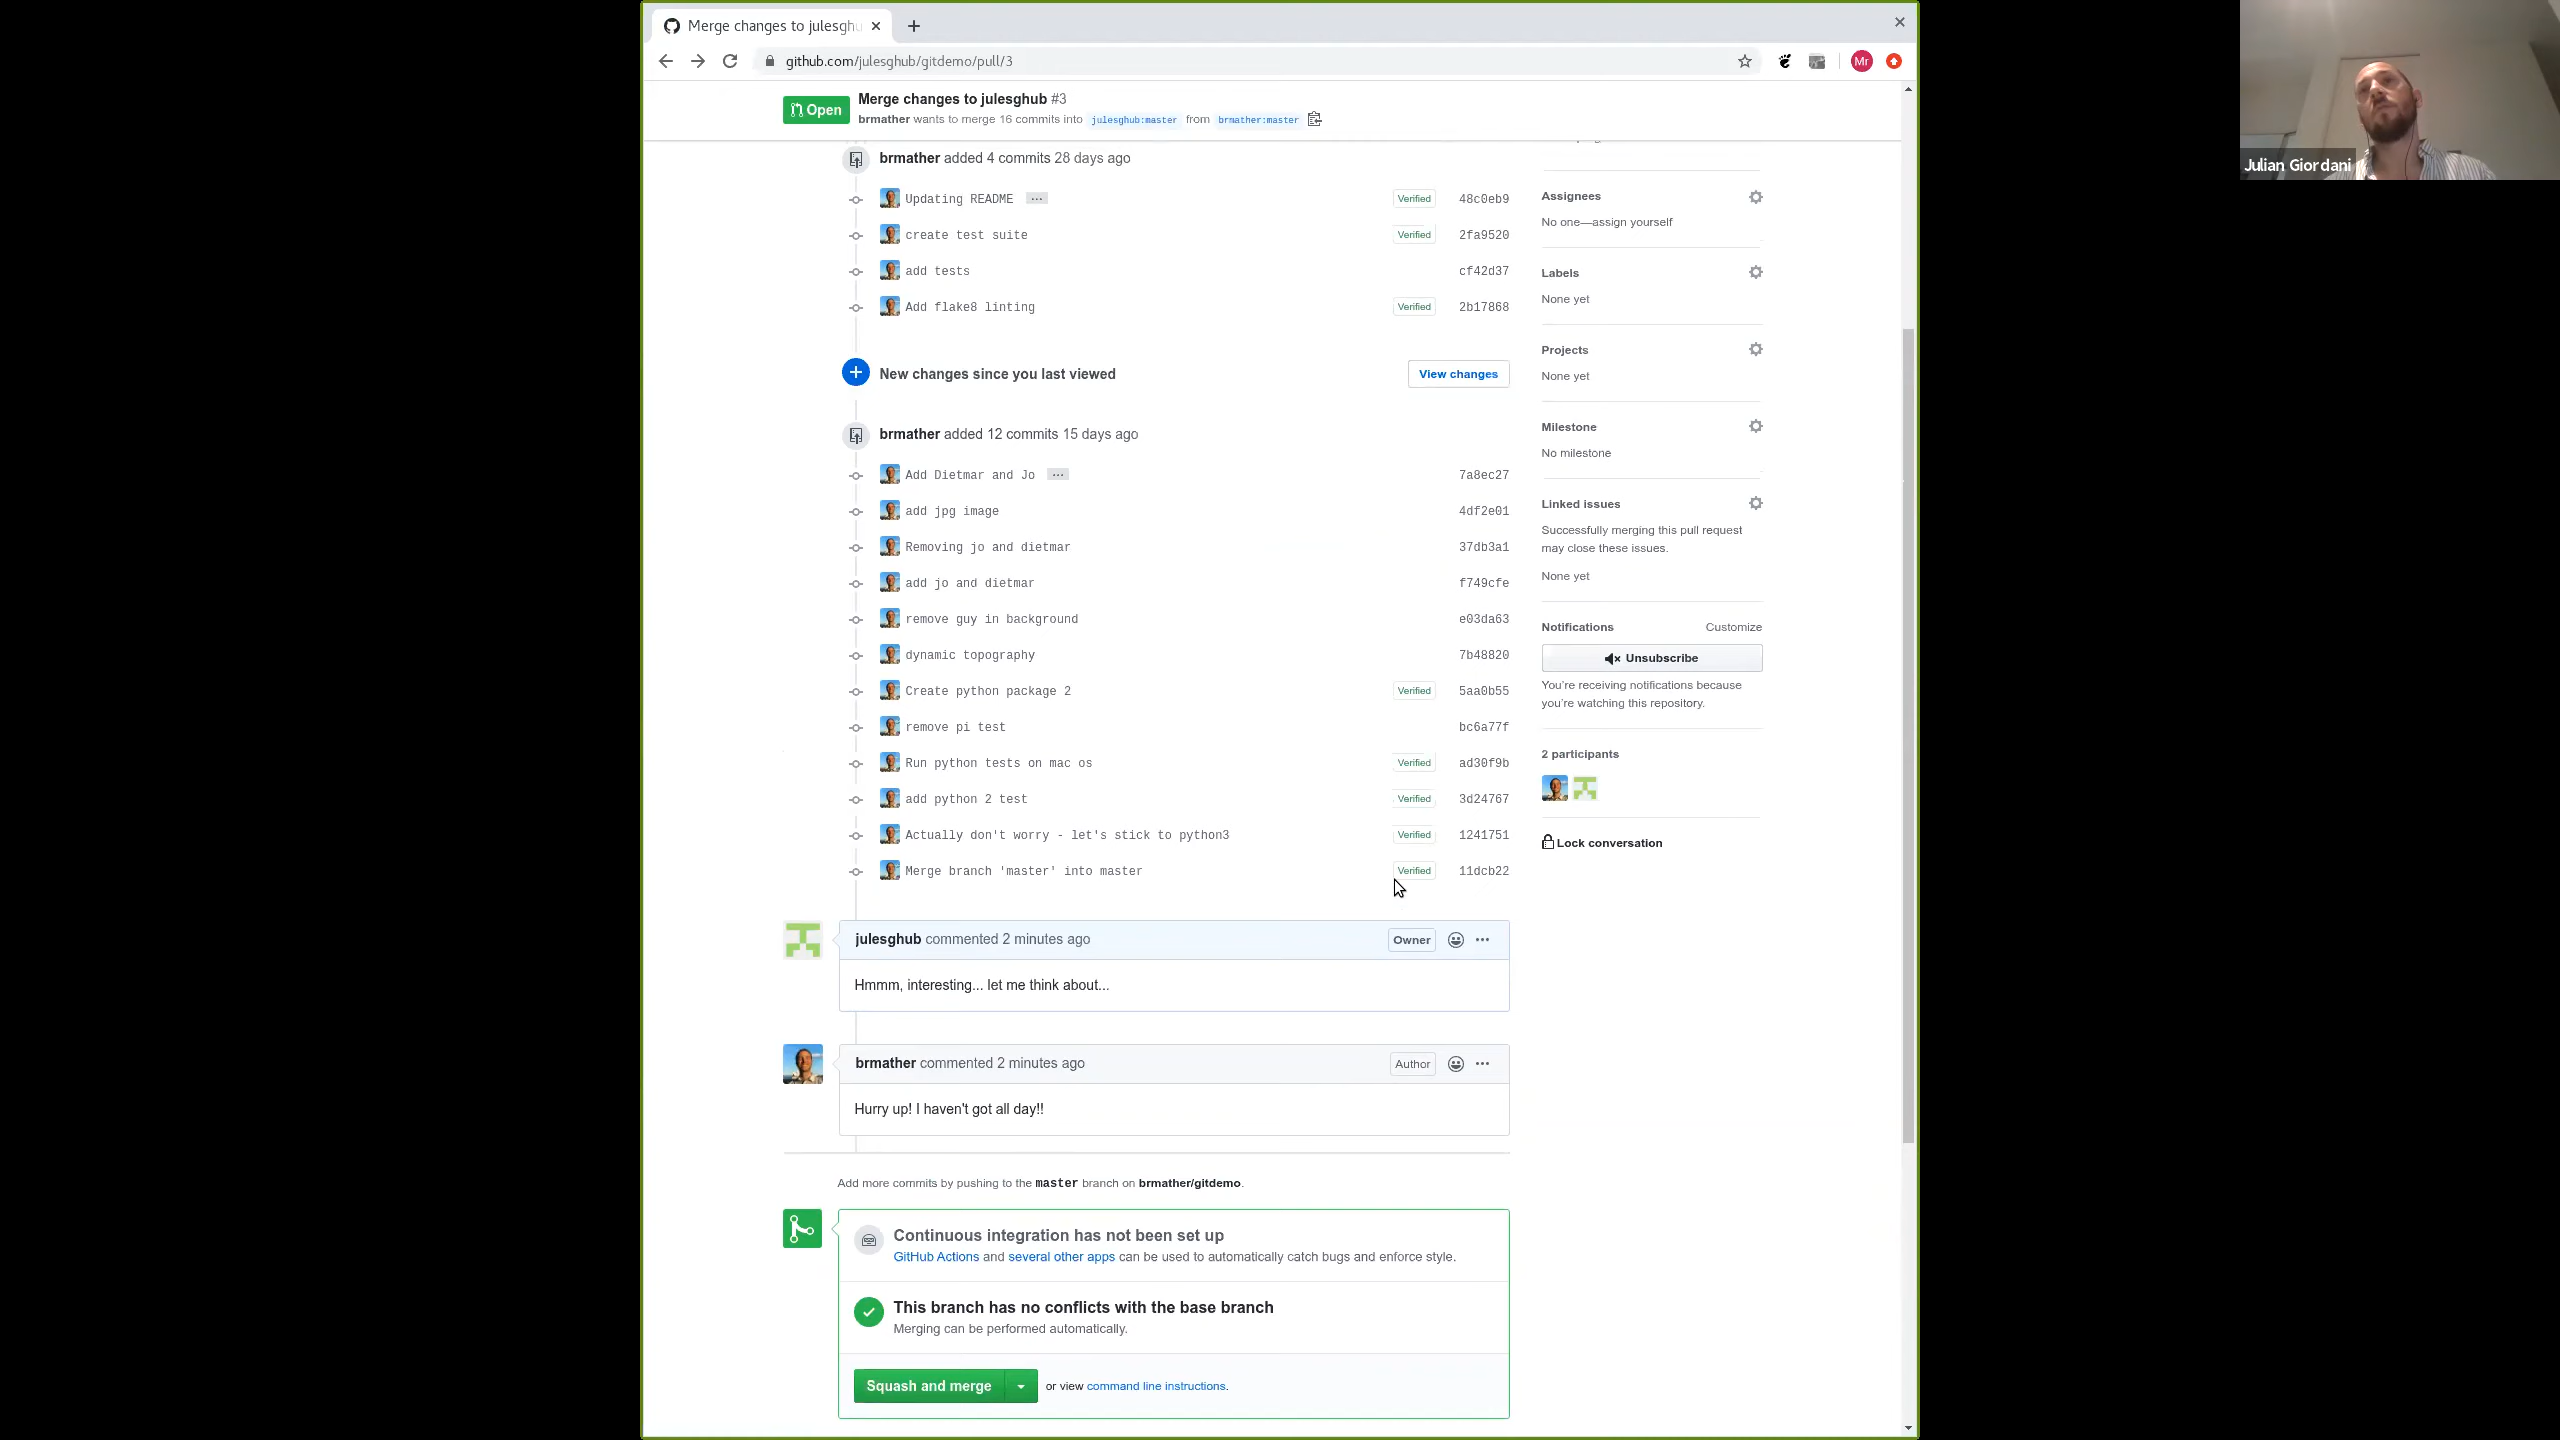 Merge changes to julesghu
github.com/julesghub/gitdemo/pull/3
Mr
Open
Merge changes to julesghub #3
brmather wants to merge 16 commits into julesghub:master from brmather:master
brmather added 4 commits 28 days ago
Updating README ... Verified 48c0eb9
create test suite Verified 2fa9520
add tests cf42d37
Add flake8 linting Verified 2b17868
New changes since you last viewed View changes
brmather added 12 commits 15 days ago
Add Dietmar and Jo ... 7a8ec27
add jpg image 4df2e01
Removing jo and dietmar 37db3a1
add jo and dietmar f749cfe
remove guy in background e03da63
dynamic topography 7b48820
Create python package 2 Verified 5aa0b55
remove pi test bc6a77f
Run python tests on mac os Verified ad30f9b
add python 2 test Verified 3d24767
Actually don't worry - let's stick to python3 Verified 1241751
Merge branch 'master' into master Verified 11dcb22
julesghub commented 2 minutes ago Owner
Hmmm, interesting... let me think about...
brmather commented 2 minutes ago Author
Hurry up! I haven't got all day!!
Add more commits by pushing to the master branch on brmather/gitdemo.
Continuous integration has not been set up
GitHub Actions and several other apps can be used to automatically catch bugs and enforce style.
This branch has no conflicts with the base branch
Merging can be performed automatically.
Squash and merge or view command line instructions.
Assignees
No one—assign yourself
Labels
None yet
Projects
None yet
Milestone
No milestone
Linked issues
Successfully merging this pull request
may close these issues.
None yet
Notifications Customize
Unsubscribe
You're receiving notifications because
you're watching this repository.
2 participants
Lock conversation
Julian Giordani